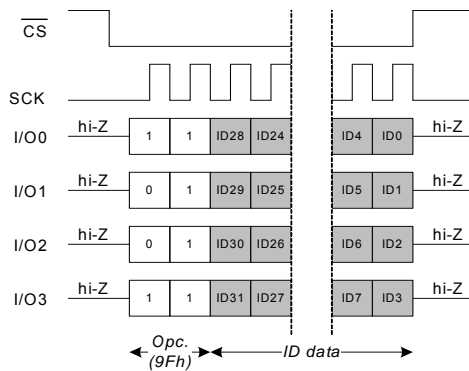 CS
SCK
hi-Z 1 1 ID28 ID24 ID4 ID0 hi-Z
I/O0
hi-Z 0 1 ID29 ID25 ID5 ID1 hi-Z
I/O1
hi-Z 0 1 ID30 ID26 ID6 ID2 hi-Z
I/O2
hi-Z 1 1 ID31 ID27 ID7 ID3 hi-Z
I/O3
Opc.
(9Fh)
ID data